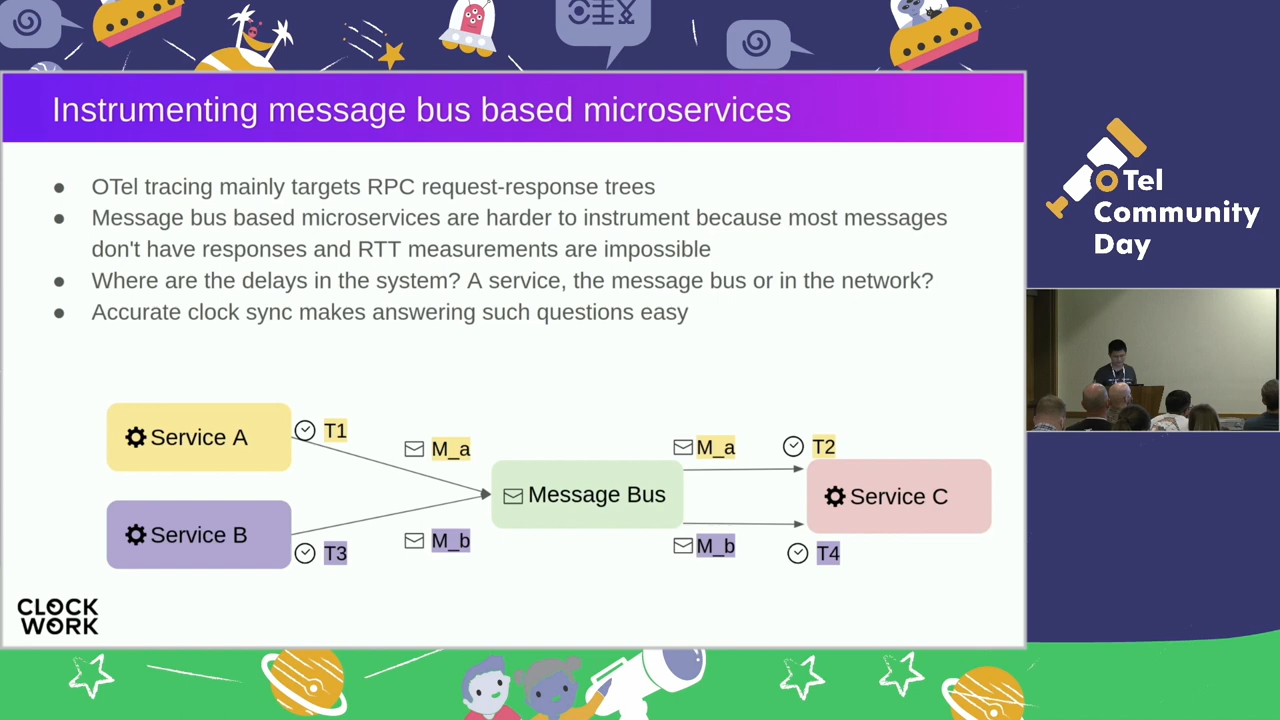 Instrumenting message bus based microservices
● OTel tracing mainly targets RPC request-response trees
● Message bus based microservices are harder to instrument because most messages
don't have responses and RTT measurements are impossible
● Where are the delays in the system? A service, the message bus or in the network?
● Accurate clock sync makes answering such questions easy
Service A
T1
M_a
M_a
T2
Message Bus
Service C
Service B
T3
M_b
M_b
T4
CLOCK
WORK
OTel
Community
Day